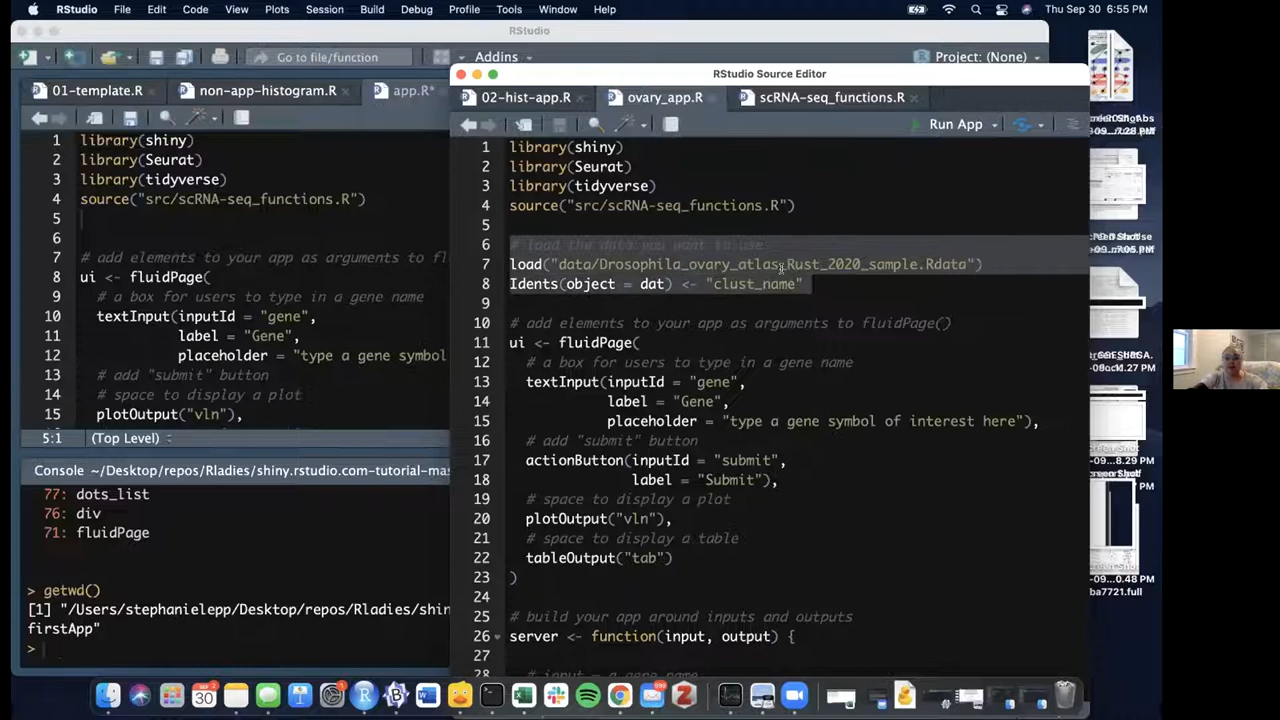 RStudio File Edit Code View Plots Session Build Debug Profile Tools Window Help Thu Sep 30 6:55 PM
RStudio
Go to file/function Addins Project: (None)
01-template.R non-app-histogram.R
1 library(shiny)
2 library(Seurat)
3 library(tidyverse)
4 source("src/scRNA-seq_functions.R")
5
6
7 # add elements to your app as arguments
8 ui <- fluidPage(
9 # a box for users to type in a gene name
10 textInput(inputId = "gene",
11 label = "Gene",
12 placeholder = "type a gene symbol
13 # add "submit" button
14 # space to display a plot
15 plotOutput("vln"),
5:1 (Top Level)
Console ~/Desktop/repos/Rladies/shiny.rstudio.com-tutorial-mas
77: dots_list
76: div
71: fluidPage
> getwd()
[1] "/Users/stephanielepp/Desktop/repos/Rladies/shiny
firstApp"
>
RStudio Source Editor
02-hist-app.R ovary_app.R scRNA-seq_functions.R
Run App
1 library(shiny)
2 library(seurat)
3 library(tidyverse)
4 source("src/scRNA-seq_functions.R")
5
6 # load the data you want to use
7 load("data/Drosophila_ovary_atlas_Rust_2020_sample.Rdata")
8 Idents(object = dat) <- "clust_name"
9
10 # add elements to your app as arguments to fluidPage()
11 ui <- fluidPage(
12 # a box for users to type in a gene name
13 textInput(inputId = "gene",
14 label = "Gene",
15 placeholder = "type a gene symbol of interest here"),
16 # add "submit" button
17 actionButton(inputId = "submit",
18 label = "Submit"),
19 # space to display a plot
20 plotOutput("vln"),
21 # space to display a table
22 tableOutput("tab")
23 )
24
25 # build your app around inputs and outputs
26 server <- function(input, output) {
27
28 # input = a gene name